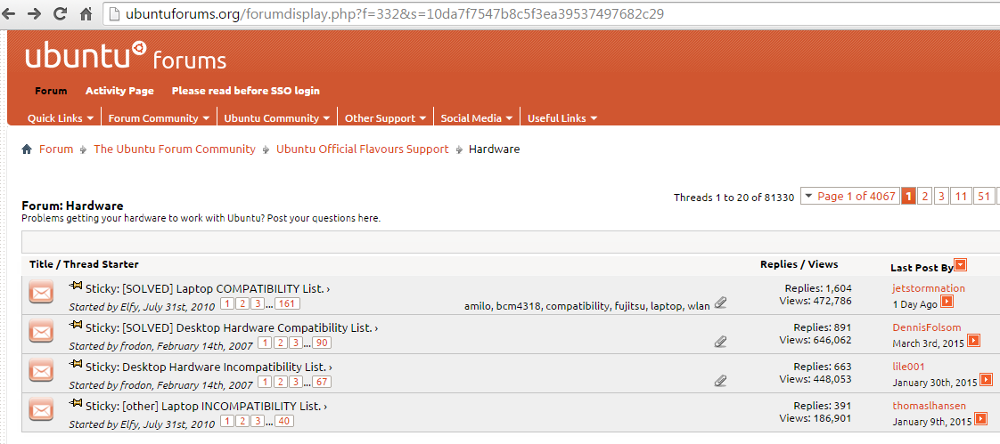 ubuntuforums.org/forumdisplay.php?f=332&s=10da7f7547b8c5f3ea39537497682c29
ubuntu forums
Forum Activity Page Please read before SSO login
Quick Links Forum Community Ubuntu Community Other Support Social Media Useful Links
Forum The Ubuntu Forum Community Ubuntu Official Flavours Support Hardware
Threads 1 to 20 of 81330 Page 1 of 4067 1 2 3 11 51
Forum: Hardware
Problems getting your hardware to work with Ubuntu? Post your questions here.
Title / Thread Starter Replies / Views Last Post By
Sticky: [SOLVED] Laptop COMPATIBILITY List. › Replies: 1,604 jetstormnation
Started by Elfy, July 31st, 2010 1 2 3 ... 161 amilo, bcm4318, compatibility, fujitsu, laptop, wlan Views: 472,786 1 Day Ago
Sticky: [SOLVED] Desktop Hardware Compatibility List. › Replies: 891 DennisFolsom
Started by frodon, February 14th, 2007 1 2 3 ... 90 Views: 646,062 March 3rd, 2015
Sticky: Desktop Hardware Incompatibility List. › Replies: 663 lile001
Started by frodon, February 14th, 2007 1 2 3 ... 67 Views: 448,053 January 30th, 2015
Sticky: [other] Laptop INCOMPATIBILITY List. › Replies: 391 thomaslhansen
Started by Elfy, July 31st, 2010 1 2 3 ... 40 Views: 186,901 January 9th, 2015